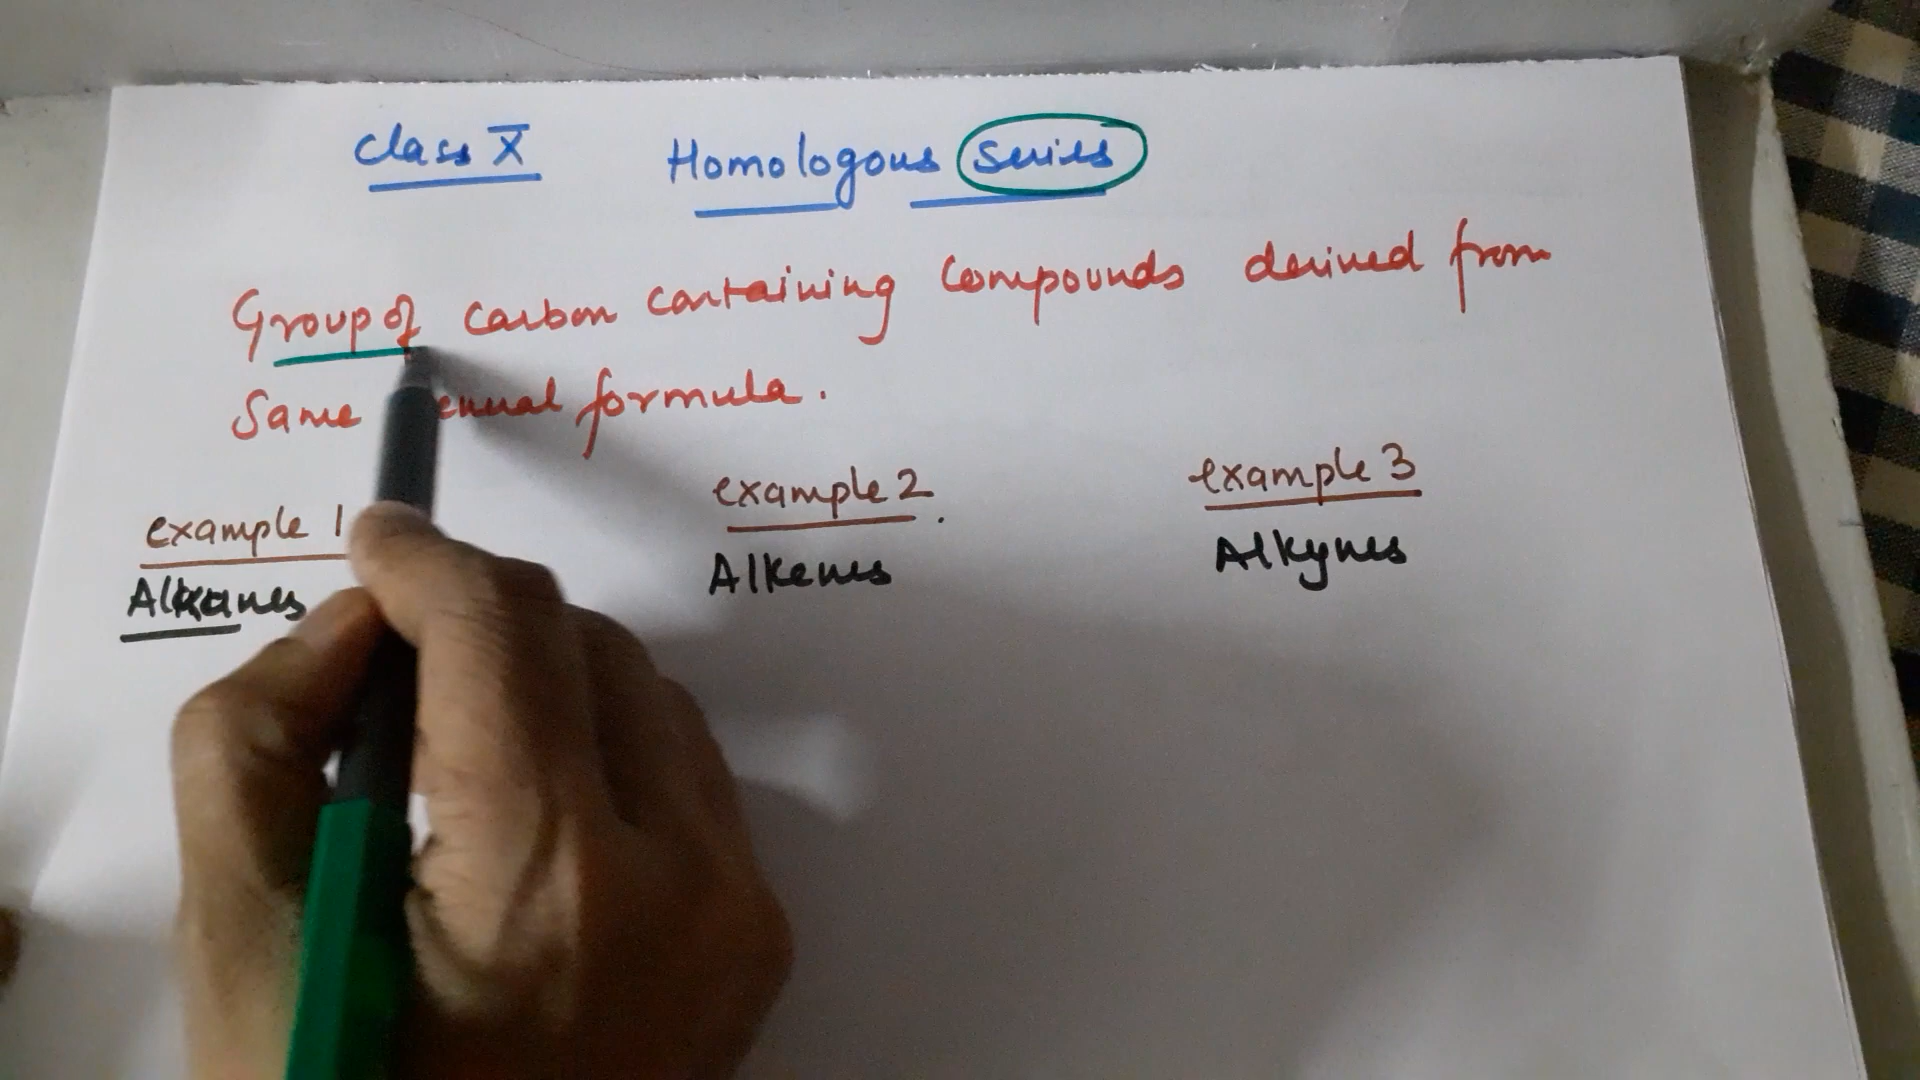 Class X Homologous Series
Group of carbon containing compounds derived from
Same formula.
example 1 example 2 example 3
Alkanes Alkenes Alkynes